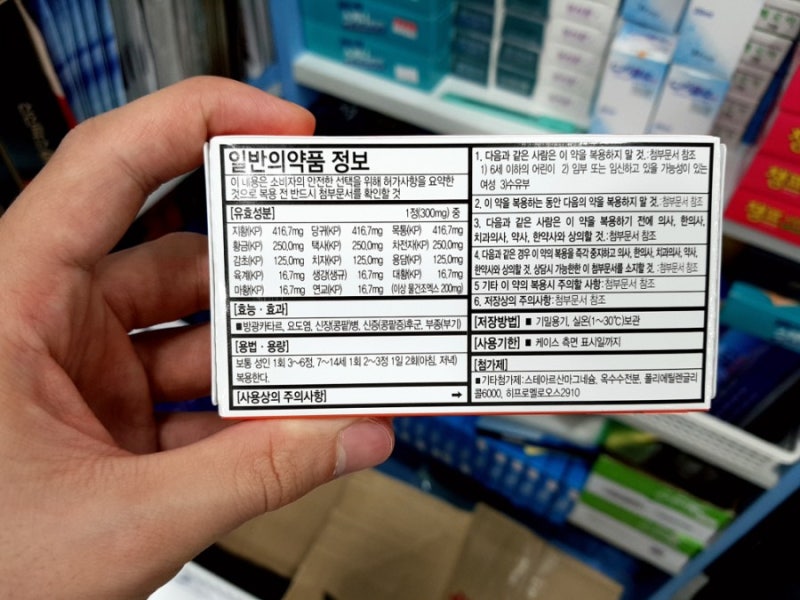 일반의약품 정보
이 내용은 소비자의 안전한 선택을 위해 허가사항을 요약한
것으로 복용 전 반드시 첨부문서를 확인할 것
[유효성분] 1정(300mg) 중
지황(KP) 416.7mg 당귀(KP) 416.7mg 목통(KP) 416.7mg
황금(KP) 250.0mg 택사(KP) 250.0mg 차전자(KP) 250.0mg
감초(KP) 125.0mg 치자(KP) 125.0mg 용담(KP) 125.0mg
육계(KP) 16.7mg 생강(생규) 16.7mg 대황(KP) 16.7mg
마황(KP) 16.7mg 연교(KP) 16.7mg (이상 물건조엑스 200mg)
[효능·효과]
■방광카타르, 요도염, 신장(콩팥)병, 신증(콩팥증)후군, 부종(부기)
[용법·용량]
보통 성인 1회 3~6정, 7~14세 1회 2~3정 1일 2회(아침, 저녁)
복용한다.
[사용상의 주의사항] →
1. 다음과 같은 사람은 이 약을 복용하지 말 것:첨부문서 참조
1) 6세 이하의 어린이 2) 임부 또는 임신하고 있을 가능성이 있는
여성 3)수유부
2. 이 약을 복용하는 동안 다음의 약을 복용하지 말 것:첨부문서 참조
3. 다음과 같은 사람은 이 약을 복용하기 전에 의사, 한의사,
치과의사, 약사, 한약사와 상의할 것:첨부문서 참조
4. 다음과 같은 경우 이 약의 복용을 즉각 중지하고 의사, 한의사, 치과의사, 약사,
한약사와 상의할 것. 상담시 가능한한 이 첨부문서를 소지할 것:첨부문서 참조
5 기타 이 약의 복용시 주의할 사항:첨부문서 참조
6. 저장상의 주의사항:첨부문서 참조
[저장방법] ■ 기밀용기, 실온(1~30℃)보관
[사용기한] ■ 케이스 측면 표시일까지
[첨가제]
■기타첨가제:스테아르산마그네슘, 옥수수전분, 폴리에틸렌글리
콜6000, 히프로멜로오스2910